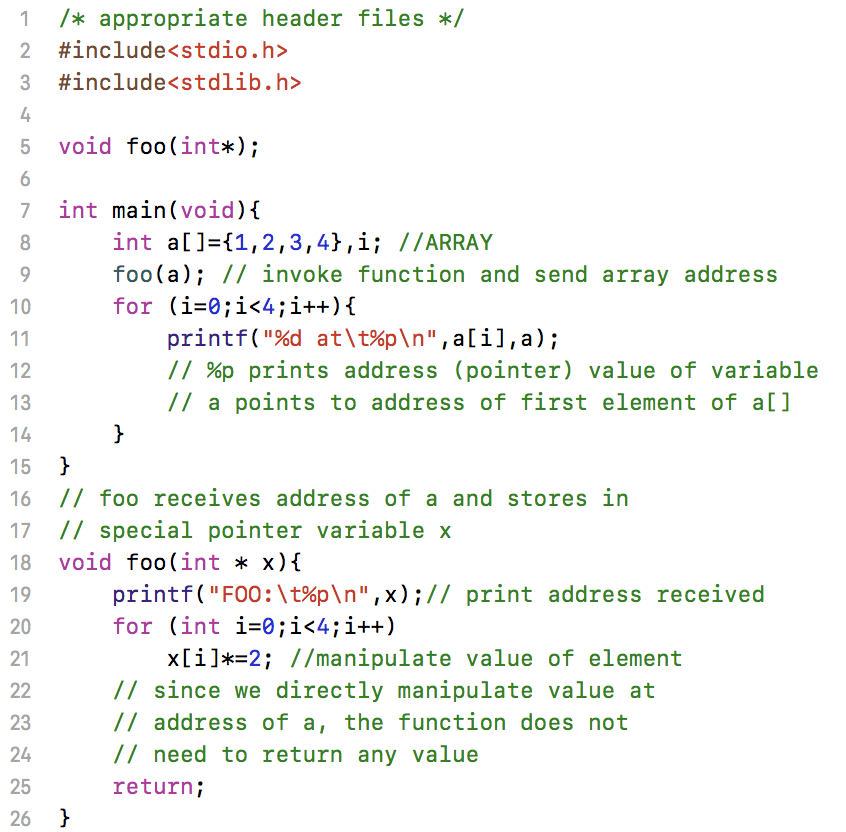 1 /* appropriate header files */
2 #include<stdio.h>
3 #include<stdlib.h>
4
5 void foo(int*);
6
7 int main(void){
8     int a[]={1,2,3,4},i; //ARRAY
9     foo(a); // invoke function and send array address
10     for (i=0;i<4;i++){
11         printf("%d at\t%p\n",a[i],a);
12         // %p prints address (pointer) value of variable
13         // a points to address of first element of a[]
14     }
15 }
16 // foo receives address of a and stores in
17 // special pointer variable x
18 void foo(int * x){
19     printf("FOO:\t%p\n",x);// print address received
20     for (int i=0;i<4;i++)
21         x[i]*=2; //manipulate value of element
22     // since we directly manipulate value at
23     // address of a, the function does not
24     // need to return any value
25     return;
26 }